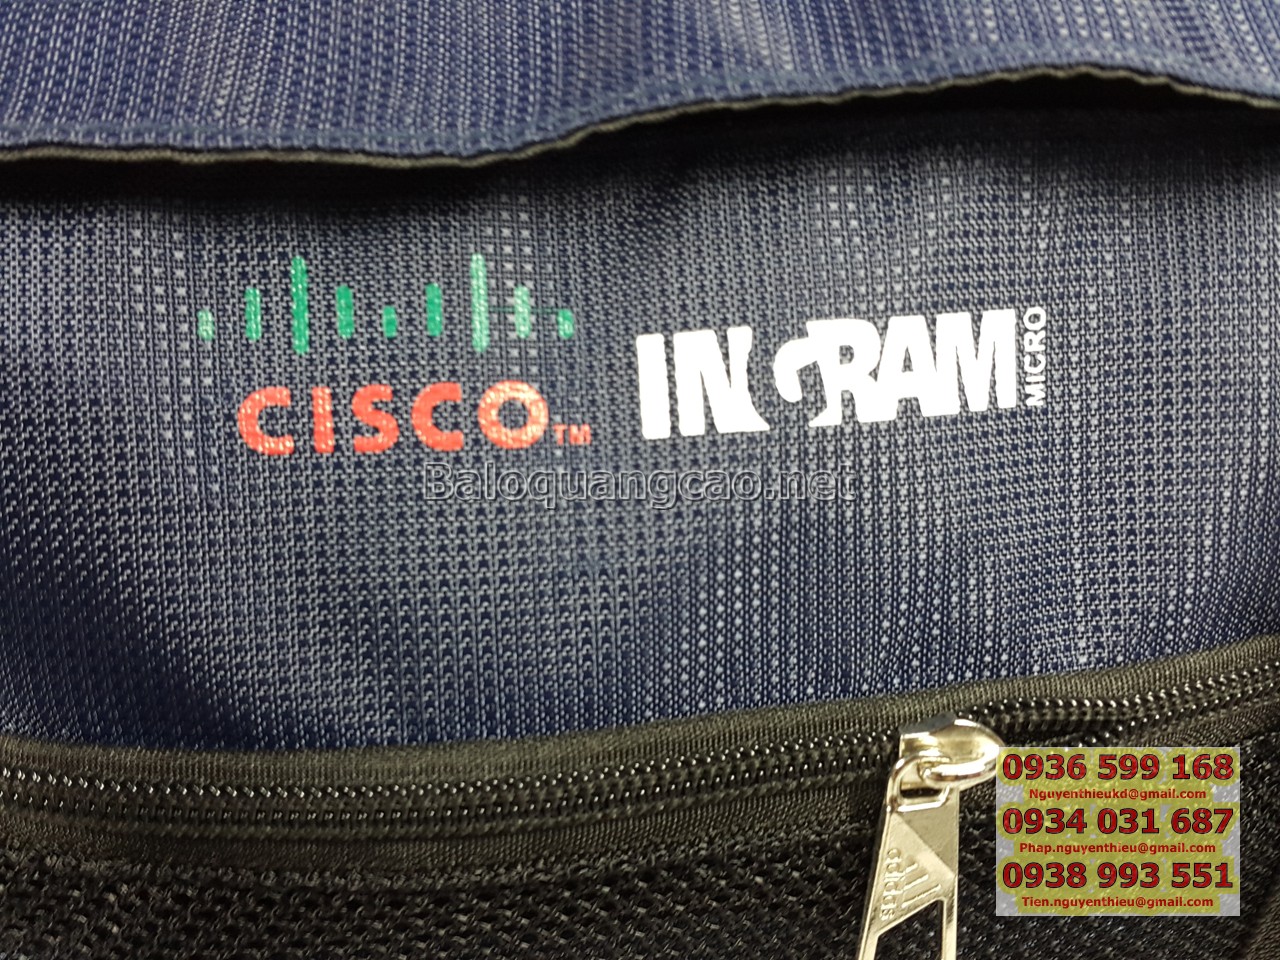 CISCO™
INGRAM
MICRO
Baloquangcao.net
0936 599 168
Nguyenthieukd@gmail.com
0934 031 687
Phap.nguyenthieu@gmail.com
0938 993 551
Tien.nguyenthieu@gmail.com
adidas